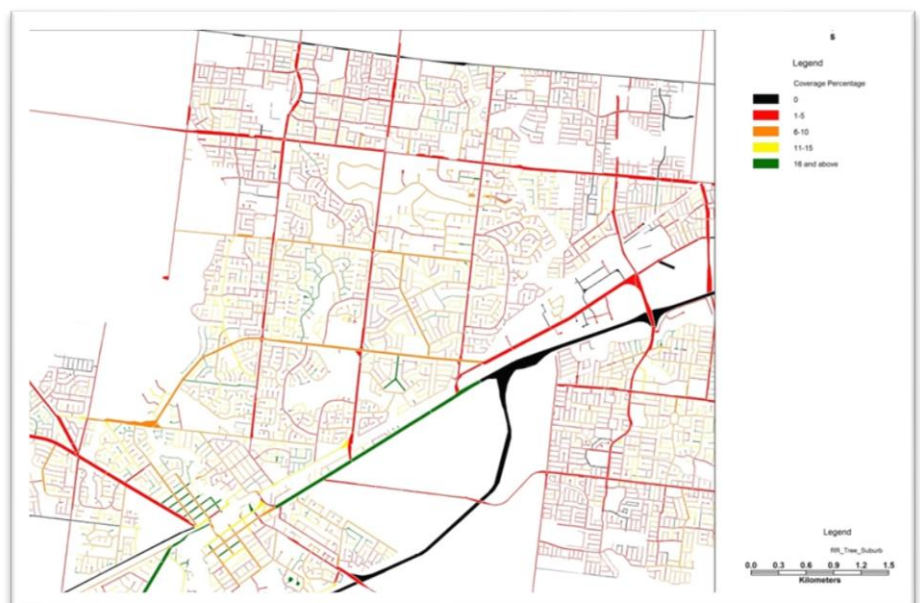 s
Legend
Coverage Percentage
0
1-5
6-10
11-15
16 and above
Legend
RR_Tree_Suburb
0.0 0.3 0.6 0.9 1.2 1.5
Kilometers